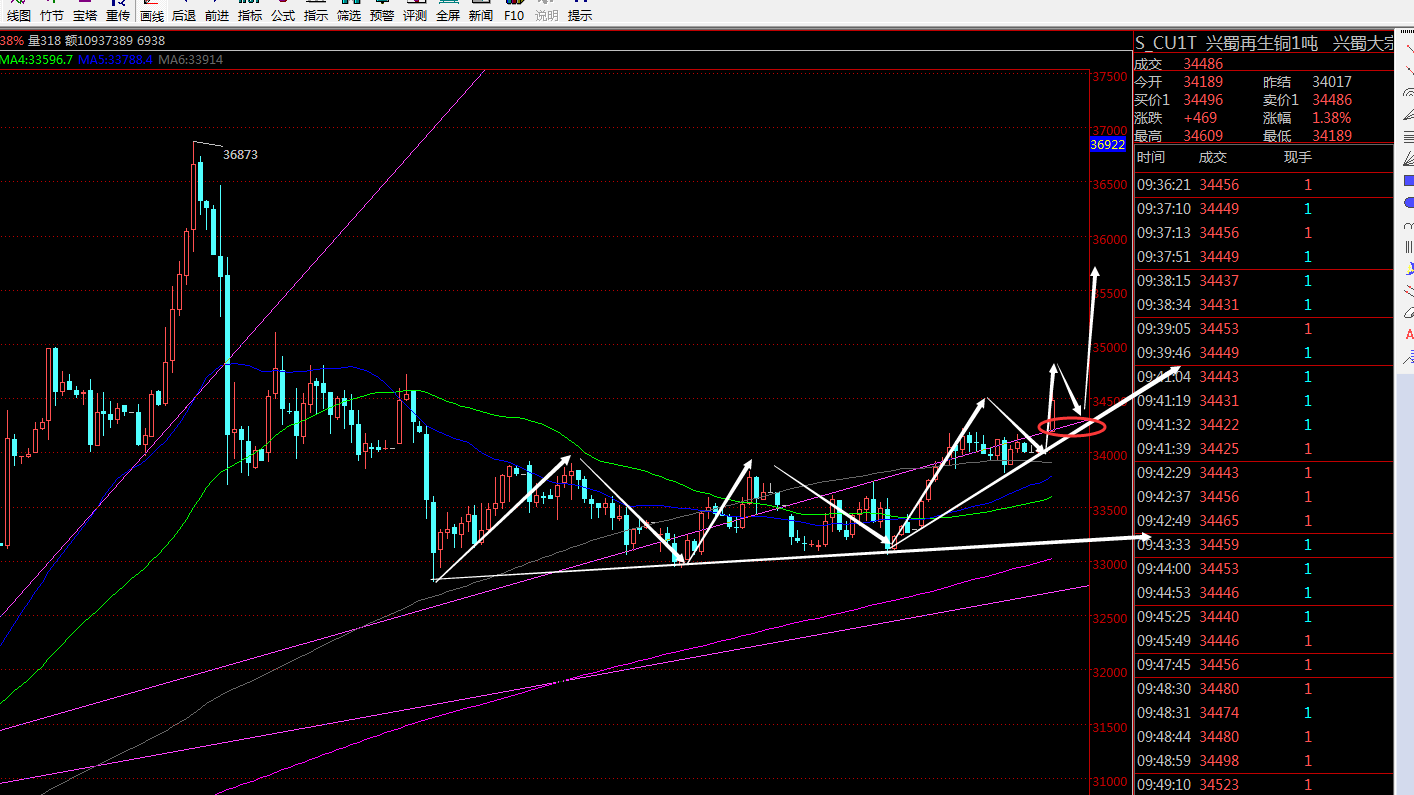 线图 竹节 宝塔 重传 画线 后退 前进 指标 公式 指示 筛选 预警 评测 全屏 新闻 F10 说明 提示
38% 量318 额10937389 6938
MA4:33596.7 MA5:33788.4 MA6:33914
37500
37000
36922
36873
36500
36000
35500
35000
34500
34000
33500
33000
32500
32000
31500
31000
S_CU1T 兴蜀再生铜1吨 兴蜀大宗
成交 34486
今开 34189 昨结 34017
买价1 34496 卖价1 34486
涨跌 +469 涨幅 1.38%
最高 34609 最低 34189
时间 成交 现手
09:36:21 34456 1
09:37:10 34449 1
09:37:13 34456 1
09:37:51 34449 1
09:38:15 34437 1
09:38:34 34431 1
09:39:05 34453 1
09:39:46 34449 1
09:41:04 34443 1
09:41:19 34431 1
09:41:32 34422 1
09:41:39 34425 1
09:42:29 34443 1
09:42:37 34456 1
09:42:49 34465 1
09:43:33 34459 1
09:44:00 34453 1
09:44:53 34446 1
09:45:25 34440 1
09:45:49 34446 1
09:47:45 34456 1
09:48:30 34480 1
09:48:31 34474 1
09:48:44 34480 1
09:48:59 34498 1
09:49:10 34523 1
A